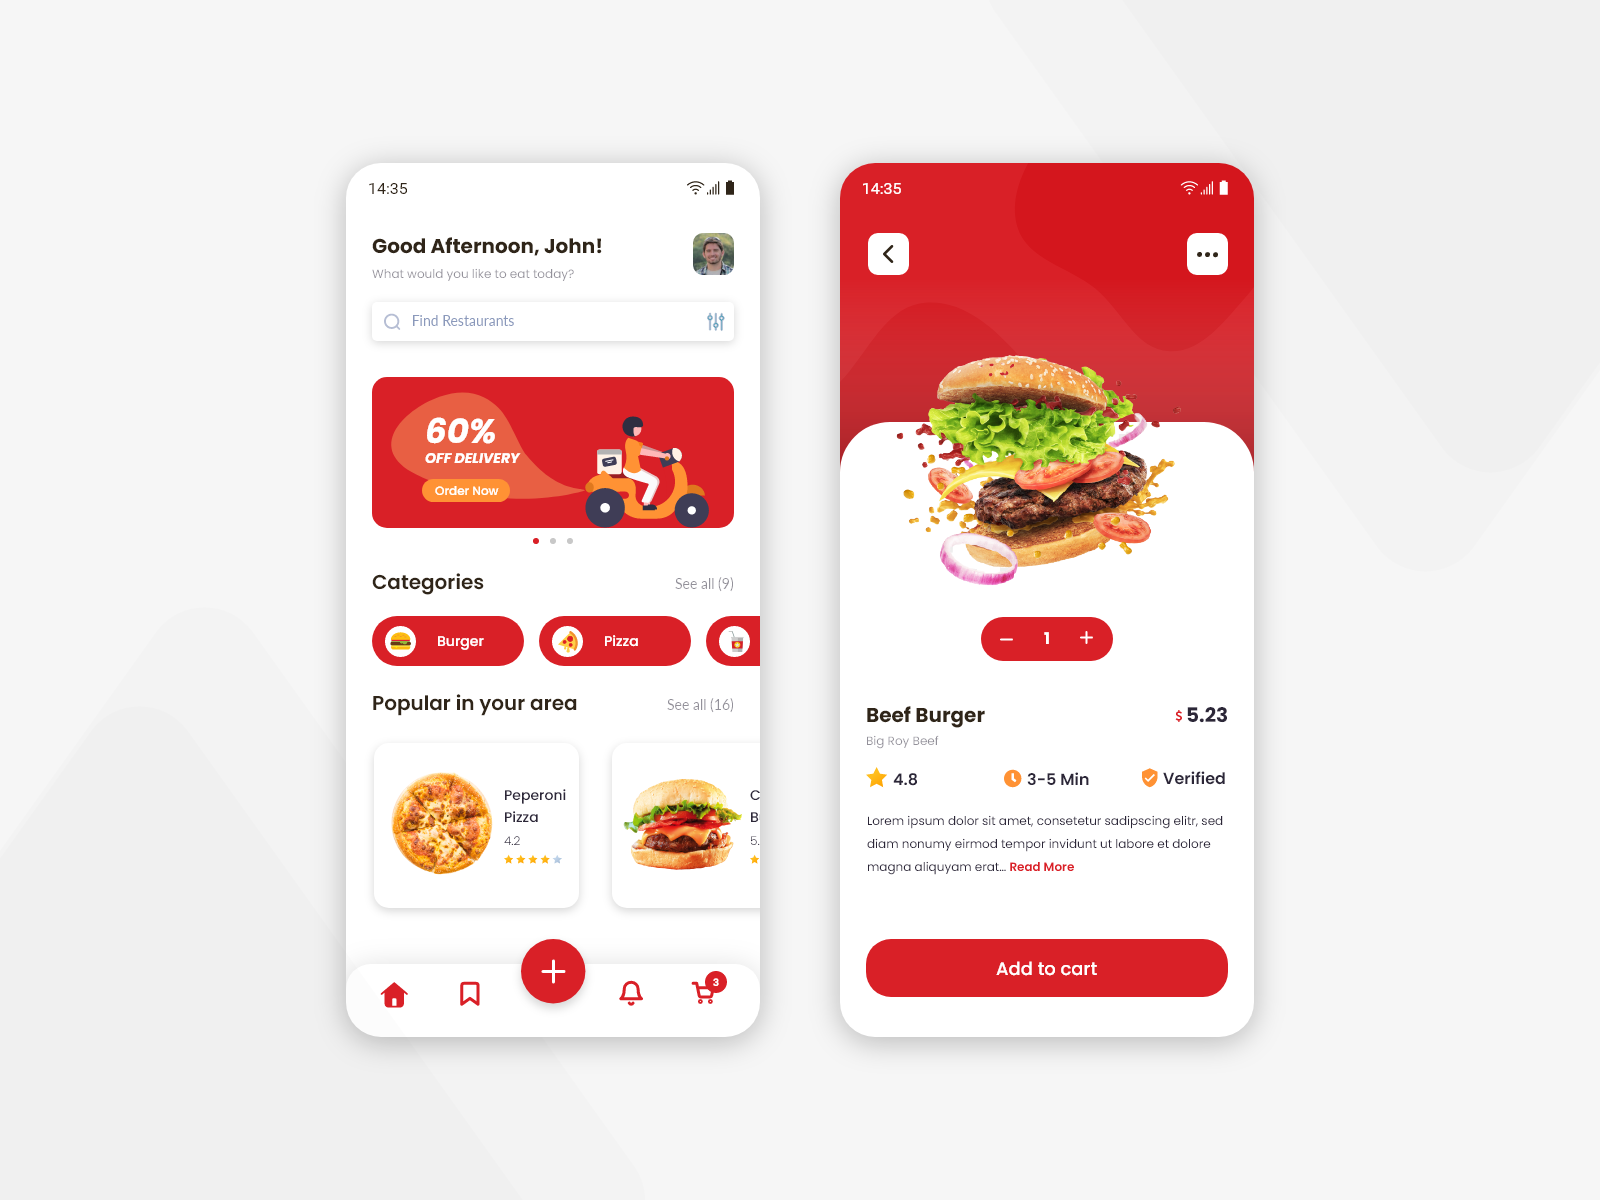 14:35
Good Afternoon, John!
What would you like to eat today?
Find Restaurants
60%
OFF DELIVERY
Order Now
Categories
See all (9)
Burger
Pizza
Popular in your area
See all (16)
Peperoni
Pizza
4.2
C
B
5.
3
14:35
1
Beef Burger
$ 5.23
Big Roy Beef
4.8
3-5 Min
Verified
Lorem ipsum dolor sit amet, consetetur sadipscing elitr, sed
diam nonumy eirmod tempor invidunt ut labore et dolore
magna aliquyam erat... Read More
Add to cart